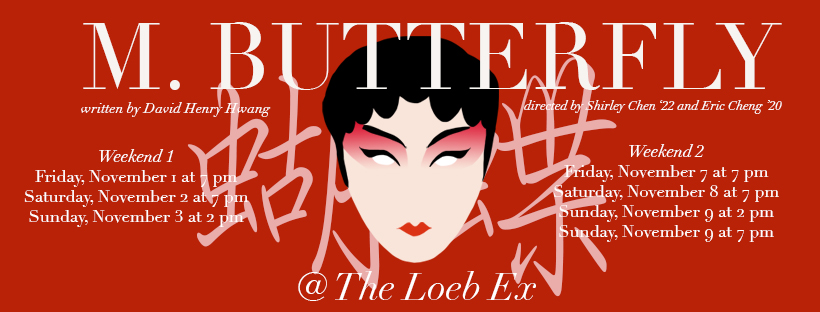 M. BUTTERFLY
written by David Henry Hwang
directed by Shirley Chen '22 and Eric Cheng '20
蝴蝶
Weekend 1
Friday, November 1 at 7 pm
Saturday, November 2 at 7 pm
Sunday, November 3 at 2 pm
Weekend 2
Friday, November 7 at 7 pm
Saturday, November 8 at 7 pm
Sunday, November 9 at 2 pm
Sunday, November 9 at 7 pm
@ The Loeb Ex